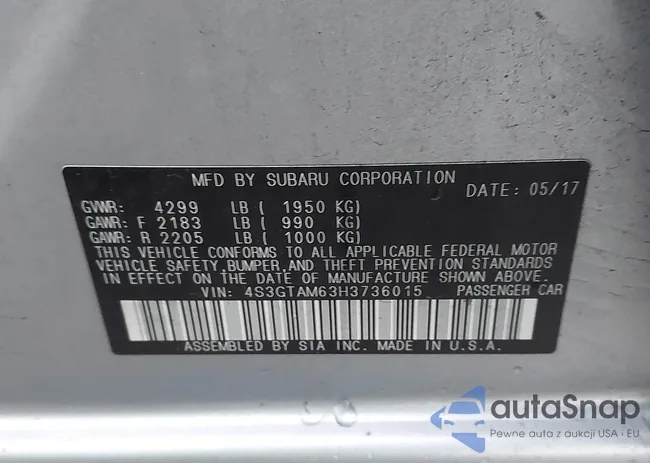 MFD BY SUBARU CORPORATION
DATE: 05/17
GVWR: 4299 LB ( 1950 KG)
GAWR: F 2183 LB ( 990 KG)
GAWR: R 2205 LB ( 1000 KG)
THIS VEHICLE CONFORMS TO ALL APPLICABLE FEDERAL MOTOR
VEHICLE SAFETY, BUMPER, AND THEFT PREVENTION STANDARDS
IN EFFECT ON THE DATE OF MANUFACTURE SHOWN ABOVE.
VIN: 4S3GTAM63H3736015 PASSENGER CAR
ASSEMBLED BY SIA INC. MADE IN U.S.A.
autoSnap
Pewne auto z aukcji USA i EU